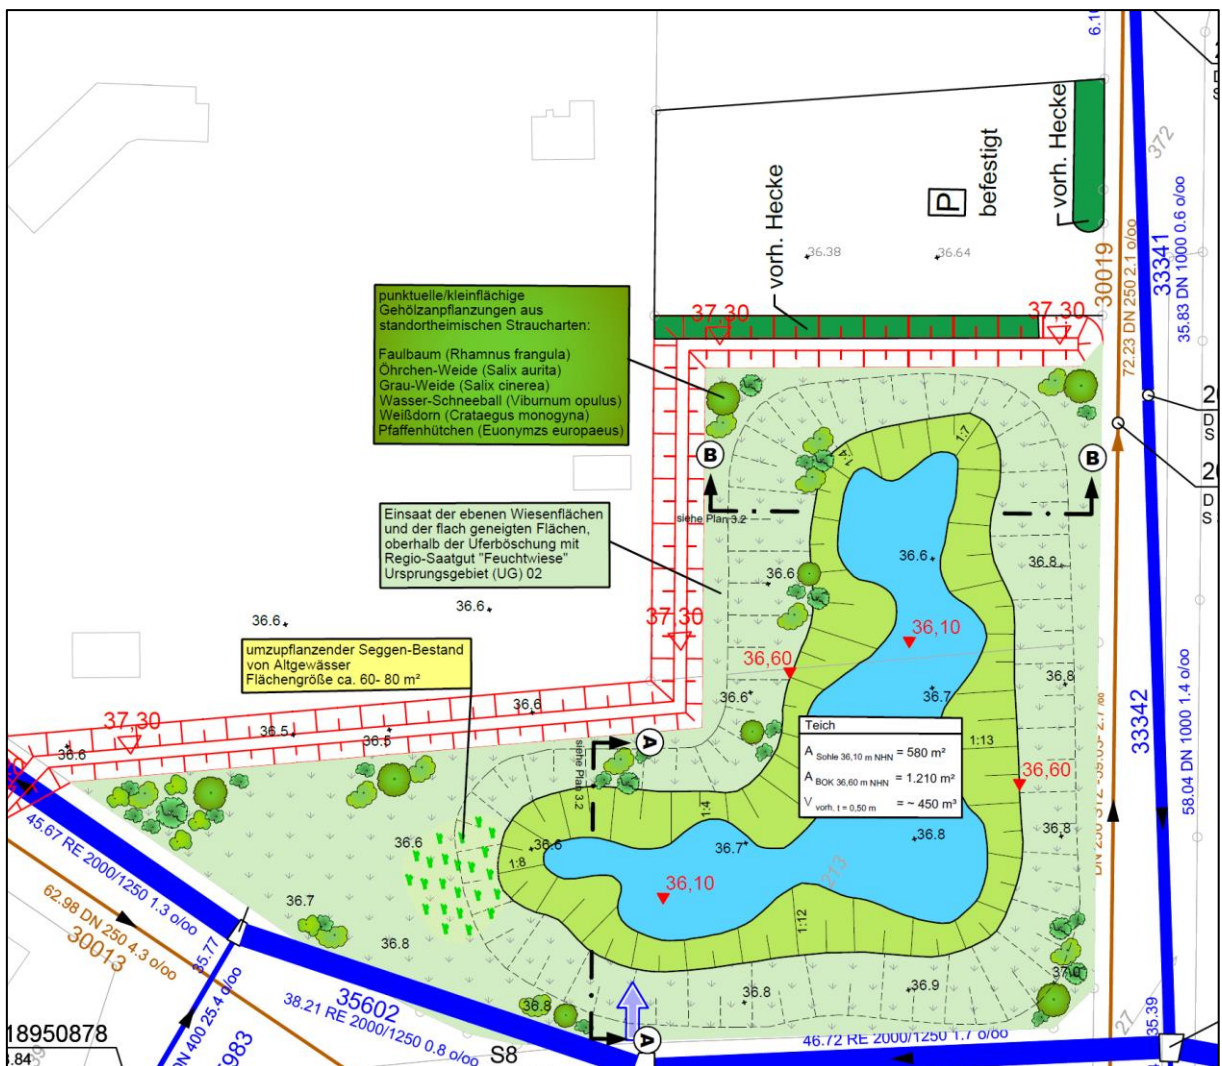 6.10
372
vorh. Hecke
befestigt
P
vorh. Hecke
36.38
36.64
30019
72.23 DN 250 2.1 o/oo
33341
35.83 DN 1000 0.6 o/oo
37,30
37,30
punktuelle/kleinflächige
Gehölzanpflanzungen aus
standortheimischen Straucharten:
Faulbaum (Rhamnus frangula)
Öhrchen-Weide (Salix aurita)
Grau-Weide (Salix cinerea)
Wasser-Schneeball (Viburnum opulus)
Weißdorn (Crataegus monogyna)
Pfaffenhütchen (Euonymzs europaeus)
1:4
1:7
B
B
siehe Plan 3.2
D
S
D
S
Einsaat der ebenen Wiesenflächen
und der flach geneigten Flächen,
oberhalb der Uferböschung mit
Regio-Saatgut "Feuchtwiese"
Ursprungsgebiet (UG) 02
36.6
36.6
36.8
36.6
36.6
37,30
36,10
umzupflanzender Seggen-Bestand
von Altgewässer
Flächengröße ca. 60- 80 m²
36,60
36.6
36.7
36.8
36.6
37,30
36.5
36.5
36.6
A
siehe Plan 3.2
Teich
A Sohle 36,10 m NHN = 580 m²
A BOK 36,60 m NHN = 1.210 m²
V vorh. t = 0,50 m = ~ 450 m³
1:13
36,60
33342
58.04 DN 1000 1.4 o/oo
1:4
36.6
36.6
36.7
36.8
36.8
1:8
213
36,10
1:12
45.67 RE 2000/1250 1.3 o/oo
62.98 DN 250 4.3 o/oo
30013
36.7
36.8
35.77
35602
38.21 RE 2000/1250 0.8 o/oo
DN 400 25.4 o/oo
36.8
36.8
36.9
37.0
S8
A
46.72 RE 2000/1250 1.7 o/oo
27
35.39
18950878